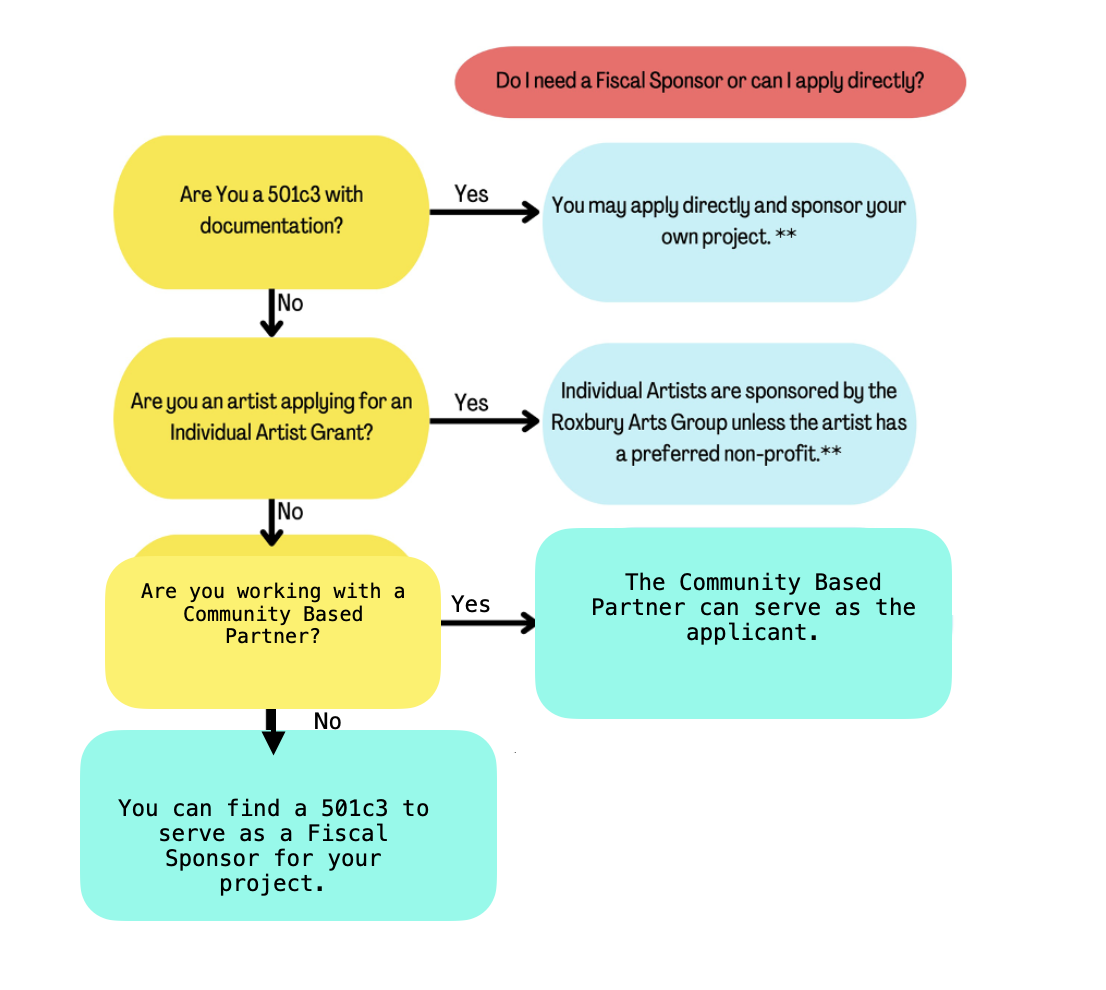 Do I need a Fiscal Sponsor or can I apply directly?
Are You a 501c3 with
documentation?
Yes
You may apply directly and sponsor your
own project. **
No
Are you an artist applying for an
Individual Artist Grant?
Yes
Individual Artists are sponsored by the
Roxbury Arts Group unless the artist has
a preferred non-profit.**
No
Are you working with a
Community Based
Partner?
Yes
The Community Based
Partner can serve as the
applicant.
No
You can find a 501c3 to
serve as a Fiscal
Sponsor for your
project.